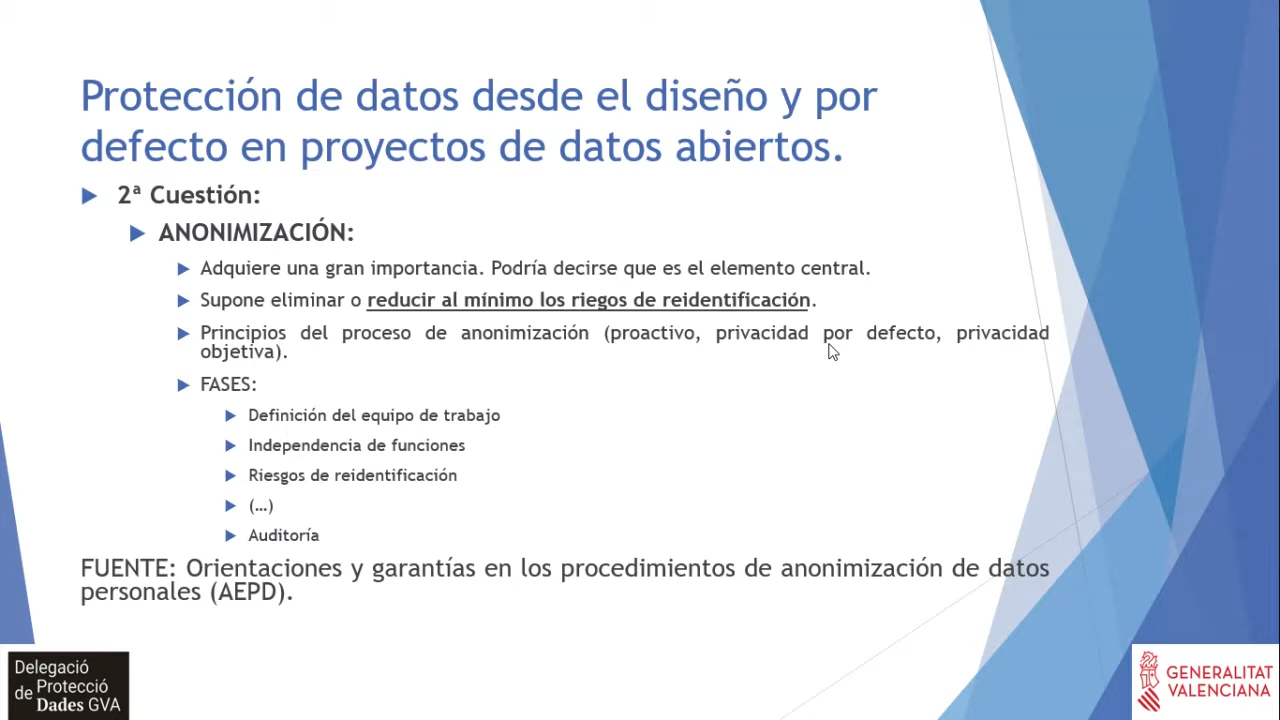 Protección de datos desde el diseño y por
defecto en proyectos de datos abiertos.
2ª Cuestión:
ANONIMIZACIÓN:
Adquiere una gran importancia. Podría decirse que es el elemento central.
Supone eliminar o reducir al mínimo los riegos de reidentificación.
Principios del proceso de anonimización (proactivo, privacidad por defecto, privacidad
objetiva).
FASES:
Definición del equipo de trabajo
Independencia de funciones
Riesgos de reidentificación
(…)
Auditoría
FUENTE: Orientaciones y garantías en los procedimientos de anonimización de datos
personales (AEPD).
Delegació
de Protecció
Dades GVA
GENERALITAT
VALENCIANA